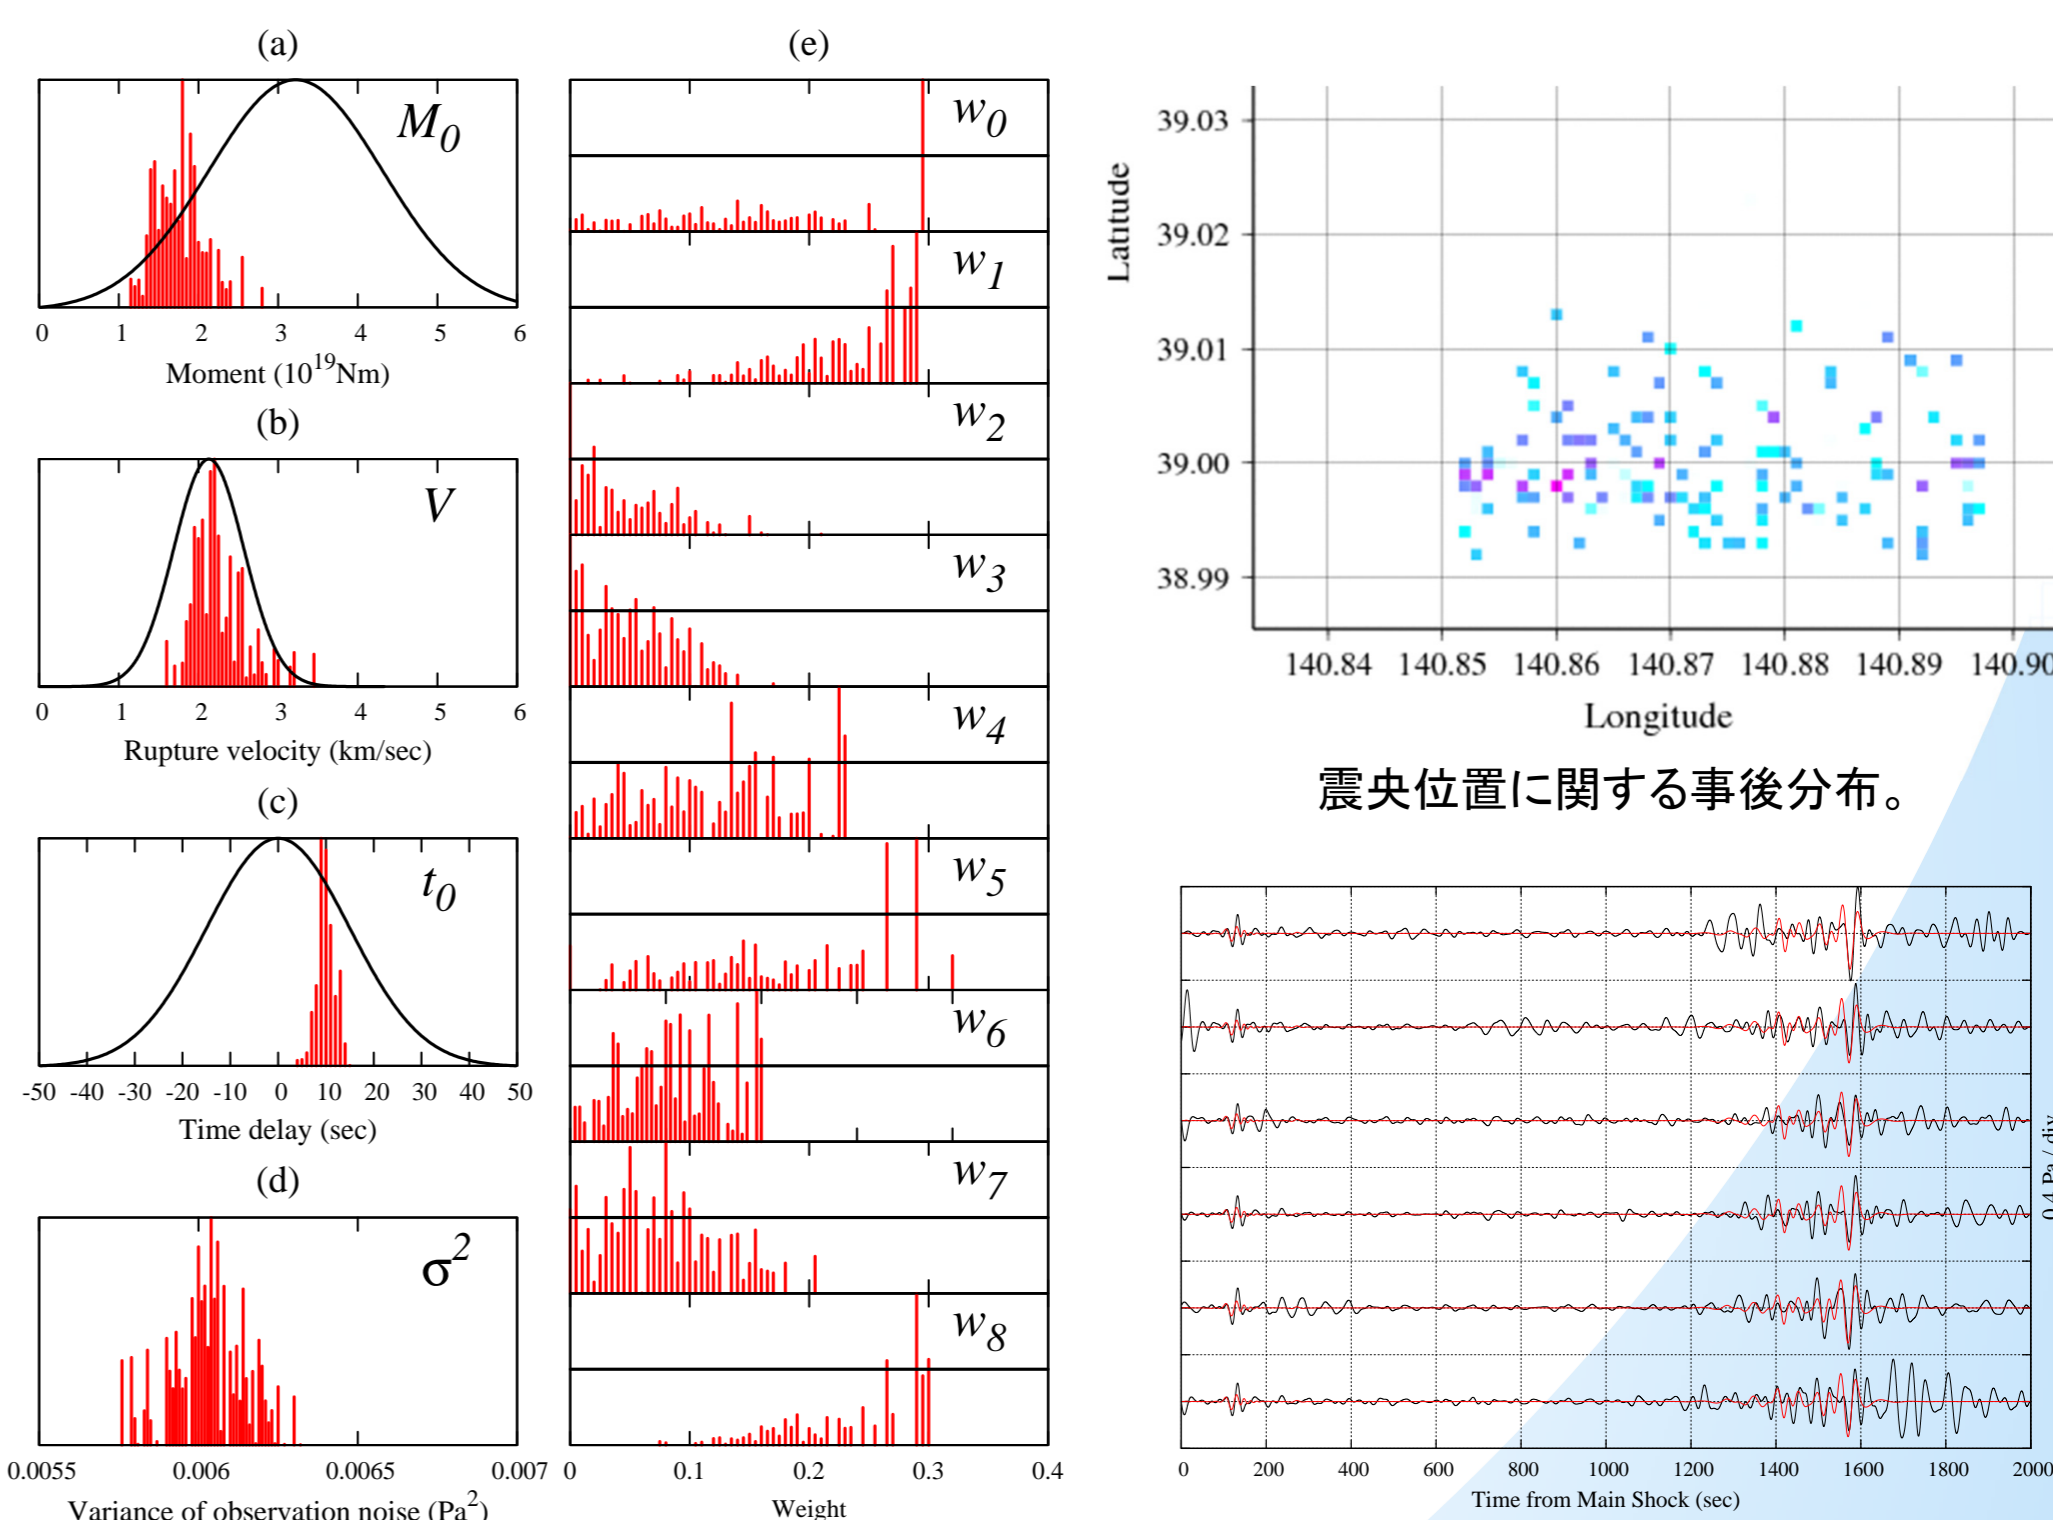 (a)
M0
0 1 2 3 4 5 6
Moment (10^19Nm)
(b)
V
0 1 2 3 4 5 6
Rupture velocity (km/sec)
(c)
t0
-50 -40 -30 -20 -10 0 10 20 30 40 50
Time delay (sec)
(d)
σ^2
0.0055 0.006 0.0065 0.007
Variance of observation noise (Pa^2)
(e)
w0
w1
w2
w3
w4
w5
w6
w7
w8
0 0.1 0.2 0.3 0.4
Weight
Latitude
39.03
39.02
39.01
39.00
38.99
140.84 140.85 140.86 140.87 140.88 140.89 140.90
Longitude
震央位置に関する事後分布。
0.4 Pa / div
0 200 400 600 800 1000 1200 1400 1600 1800 2000
Time from Main Shock (sec)